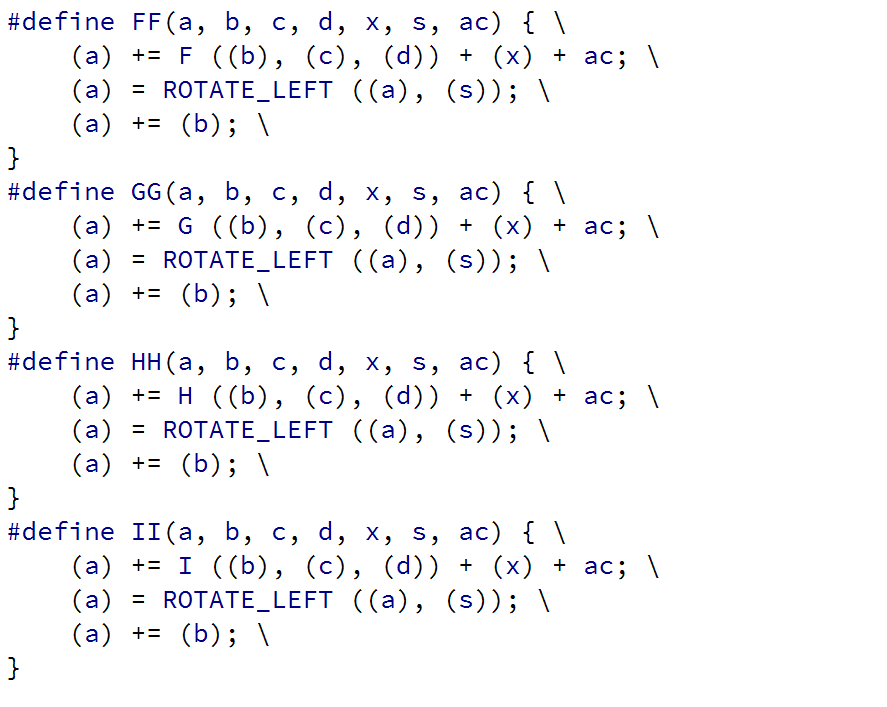 #define FF(a, b, c, d, x, s, ac) { \
    (a) += F ((b), (c), (d)) + (x) + ac; \
    (a) = ROTATE_LEFT ((a), (s)); \
    (a) += (b); \
}
#define GG(a, b, c, d, x, s, ac) { \
    (a) += G ((b), (c), (d)) + (x) + ac; \
    (a) = ROTATE_LEFT ((a), (s)); \
    (a) += (b); \
}
#define HH(a, b, c, d, x, s, ac) { \
    (a) += H ((b), (c), (d)) + (x) + ac; \
    (a) = ROTATE_LEFT ((a), (s)); \
    (a) += (b); \
}
#define II(a, b, c, d, x, s, ac) { \
    (a) += I ((b), (c), (d)) + (x) + ac; \
    (a) = ROTATE_LEFT ((a), (s)); \
    (a) += (b); \
}